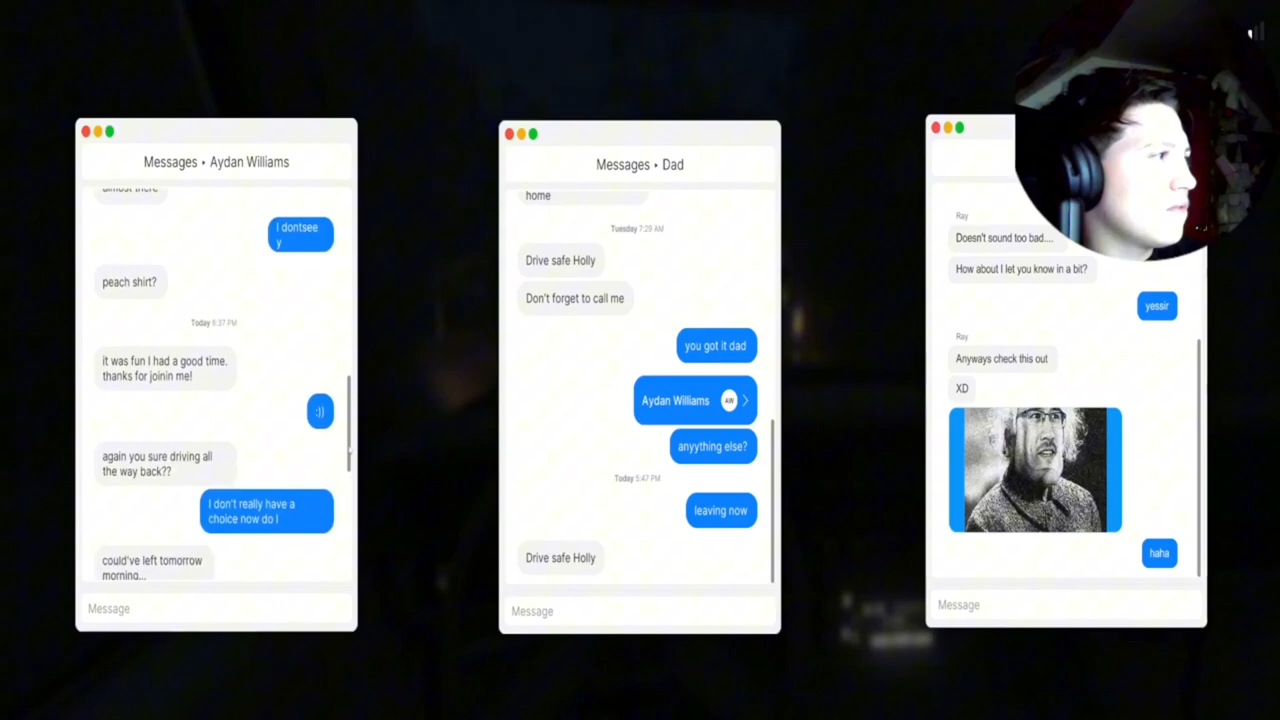 Messages ‣ Aydan Williams
almost there
I dontsee
y
peach shirt?
Today 6:37 PM
it was fun I had a good time.
thanks for joinin me!
:))
again you sure driving all
the way back??
I don't really have a
choice now do I
could've left tomorrow
morning...
Message
Messages ‣ Dad
home
Tuesday 7:29 AM
Drive safe Holly
Don't forget to call me
you got it dad
Aydan Williams AW
anyything else?
Today 5:47 PM
leaving now
Drive safe Holly
Message
Ray
Doesn't sound too bad....
How about I let you know in a bit?
yessir
Ray
Anyways check this out
XD
haha
Message